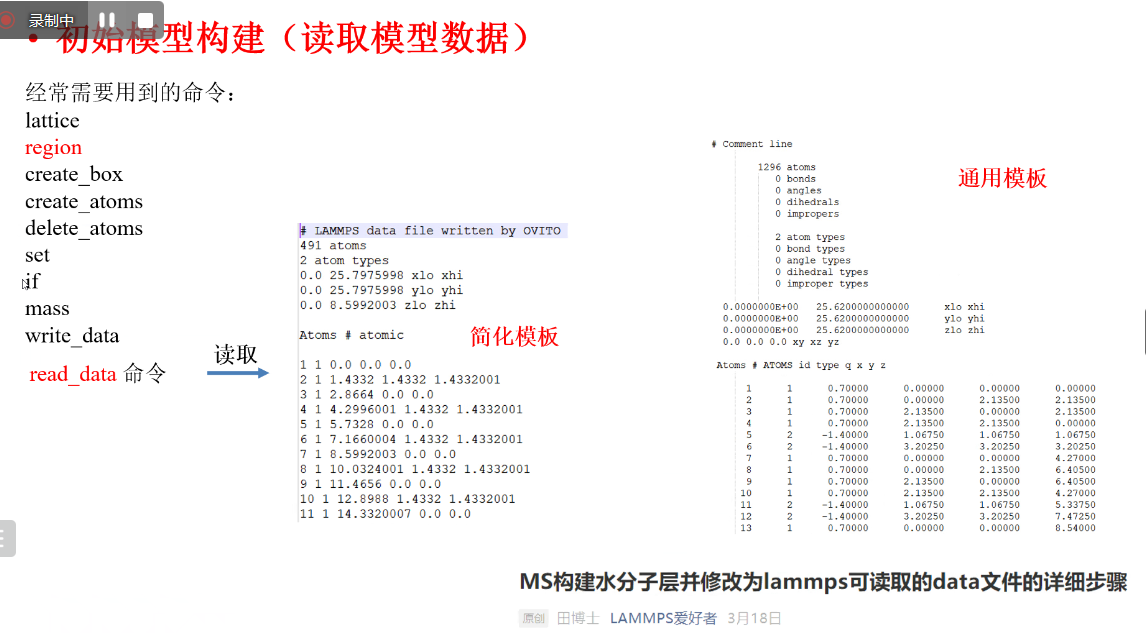 录制中
• 初始模型构建（读取模型数据）
经常需要用到的命令：
lattice
region
create_box
create_atoms
delete_atoms
set
if
mass
write_data
read_data 命令
读取
# LAMMPS data file written by OVITO
491 atoms
2 atom types
0.0 25.7975998 xlo xhi
0.0 25.7975998 ylo yhi
0.0 8.5992003 zlo zhi
Atoms # atomic
简化模板
1 1 0.0 0.0 0.0
2 1 1.4332 1.4332 1.4332001
3 1 2.8664 0.0 0.0
4 1 4.2996001 1.4332 1.4332001
5 1 5.7328 0.0 0.0
6 1 7.1660004 1.4332 1.4332001
7 1 8.5992003 0.0 0.0
8 1 10.0324001 1.4332 1.4332001
9 1 11.4656 0.0 0.0
10 1 12.8988 1.4332 1.4332001
11 1 14.3320007 0.0 0.0
# Comment line
1296 atoms
0 bonds
0 angles
0 dihedrals
0 impropers
通用模板
2 atom types
0 bond types
0 angle types
0 dihedral types
0 improper types
0.0000000E+00 25.6200000000000 xlo xhi
0.0000000E+00 25.6200000000000 ylo yhi
0.0000000E+00 25.6200000000000 zlo zhi
0.0 0.0 0.0 xy xz yz
Atoms # ATOMS id type q x y z
1 1 0.70000 0.00000 0.00000 0.00000
2 1 0.70000 0.00000 2.13500 2.13500
3 1 0.70000 2.13500 0.00000 2.13500
4 1 0.70000 2.13500 2.13500 0.00000
5 2 -1.40000 1.06750 1.06750 1.06750
6 2 -1.40000 3.20250 3.20250 3.20250
7 1 0.70000 0.00000 0.00000 4.27000
8 1 0.70000 0.00000 2.13500 6.40500
9 1 0.70000 2.13500 0.00000 6.40500
10 1 0.70000 2.13500 2.13500 4.27000
11 2 -1.40000 1.06750 1.06750 5.33750
12 2 -1.40000 3.20250 3.20250 7.47250
13 1 0.70000 0.00000 0.00000 8.54000
MS构建水分子层并修改为lammps可读取的data文件的详细步骤
原创 田博士 LAMMPS爱好者 3月18日